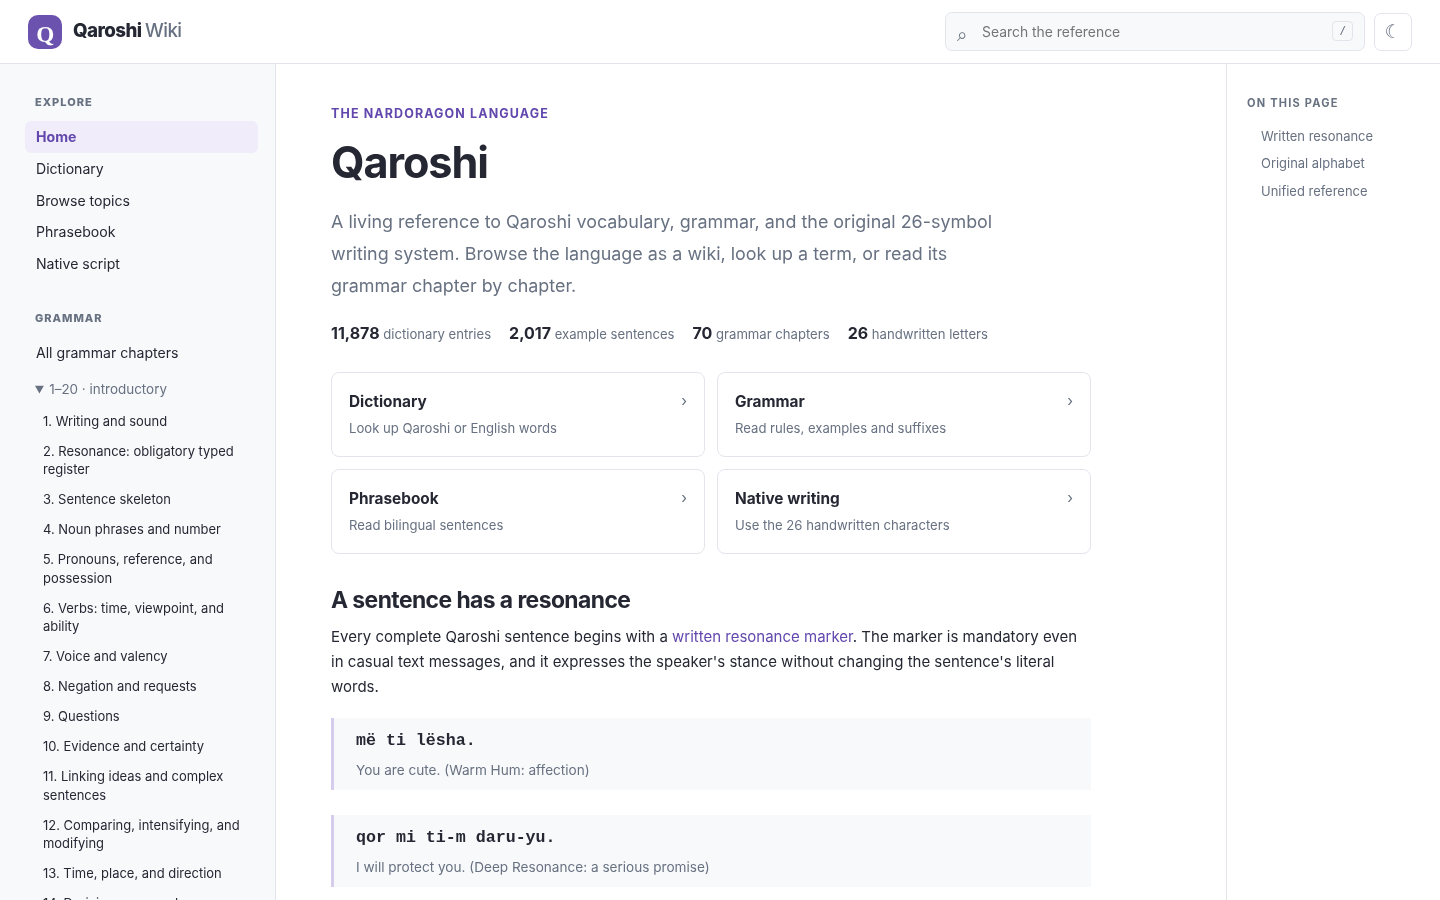 Q Qaroshi Wiki
Search the reference /
EXPLORE
Home
Dictionary
Browse topics
Phrasebook
Native script
GRAMMAR
All grammar chapters
▼ 1–20 · introductory
1. Writing and sound
2. Resonance: obligatory typed
register
3. Sentence skeleton
4. Noun phrases and number
5. Pronouns, reference, and
possession
6. Verbs: time, viewpoint, and
ability
7. Voice and valency
8. Negation and requests
9. Questions
10. Evidence and certainty
11. Linking ideas and complex
sentences
12. Comparing, intensifying, and
modifying
13. Time, place, and direction
THE NARDORAGON LANGUAGE
Qaroshi
A living reference to Qaroshi vocabulary, grammar, and the original 26-symbol
writing system. Browse the language as a wiki, look up a term, or read its
grammar chapter by chapter.
11,878 dictionary entries 2,017 example sentences 70 grammar chapters 26 handwritten letters
Dictionary ›
Look up Qaroshi or English words
Grammar ›
Read rules, examples and suffixes
Phrasebook ›
Read bilingual sentences
Native writing ›
Use the 26 handwritten characters
A sentence has a resonance
Every complete Qaroshi sentence begins with a written resonance marker. The marker is mandatory even
in casual text messages, and it expresses the speaker's stance without changing the sentence's literal
words.
më ti lësha.
You are cute. (Warm Hum: affection)
qor mi ti-m daru-yu.
I will protect you. (Deep Resonance: a serious promise)
ON THIS PAGE
Written resonance
Original alphabet
Unified reference